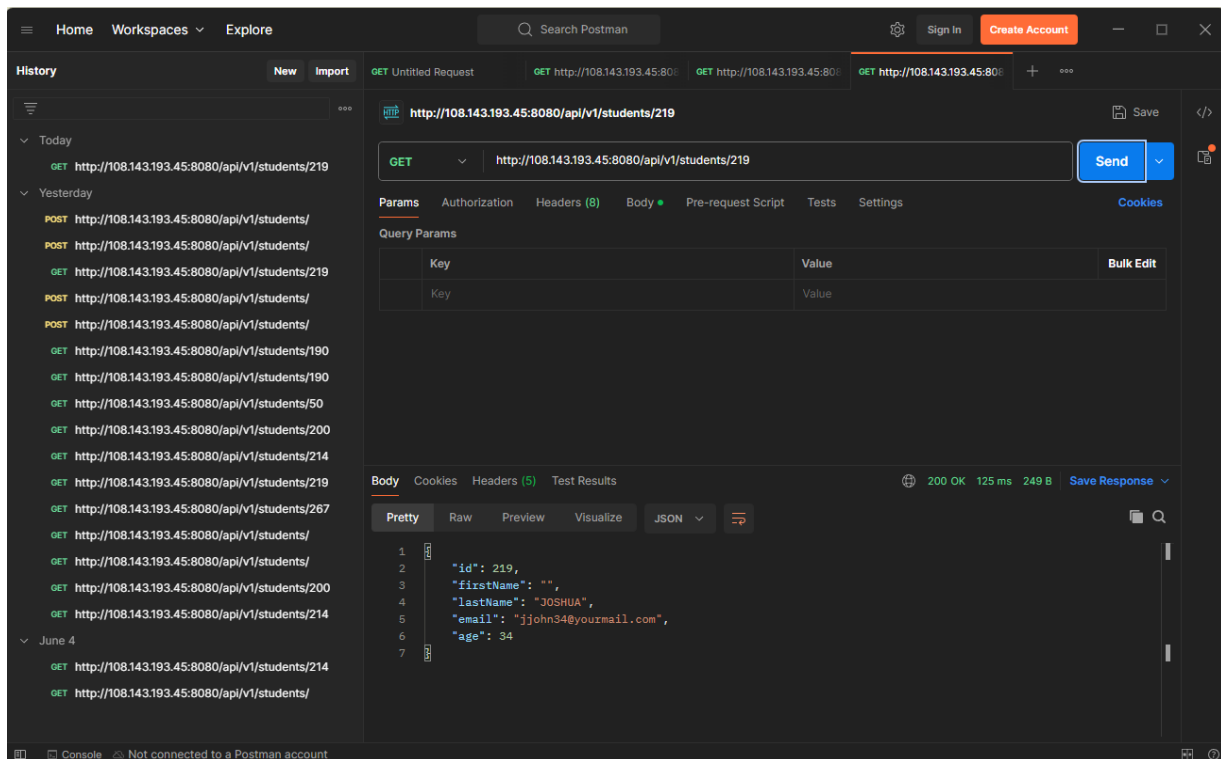 Home Workspaces Explore Search Postman Sign In Create Account
History New Import
GET Untitled Request GET http://108.143.193.45:808 GET http://108.143.193.45:808 GET http://108.143.193.45:808
HTTP http://108.143.193.45:8080/api/v1/students/219 Save
Today
GET http://108.143.193.45:8080/api/v1/students/219
Yesterday
POST http://108.143.193.45:8080/api/v1/students/
POST http://108.143.193.45:8080/api/v1/students/
GET http://108.143.193.45:8080/api/v1/students/219
POST http://108.143.193.45:8080/api/v1/students/
POST http://108.143.193.45:8080/api/v1/students/
GET http://108.143.193.45:8080/api/v1/students/190
GET http://108.143.193.45:8080/api/v1/students/190
GET http://108.143.193.45:8080/api/v1/students/50
GET http://108.143.193.45:8080/api/v1/students/200
GET http://108.143.193.45:8080/api/v1/students/214
GET http://108.143.193.45:8080/api/v1/students/219
GET http://108.143.193.45:8080/api/v1/students/267
GET http://108.143.193.45:8080/api/v1/students/
GET http://108.143.193.45:8080/api/v1/students/
GET http://108.143.193.45:8080/api/v1/students/200
GET http://108.143.193.45:8080/api/v1/students/214
June 4
GET http://108.143.193.45:8080/api/v1/students/214
GET http://108.143.193.45:8080/api/v1/students/
GET http://108.143.193.45:8080/api/v1/students/219 Send
Params Authorization Headers (8) Body Pre-request Script Tests Settings Cookies
Query Params
Key Value Bulk Edit
Key Value
Body Cookies Headers (5) Test Results 200 OK 125 ms 249 B Save Response
Pretty Raw Preview Visualize JSON
1 {
2 "id": 219,
3 "firstName": "",
4 "lastName": "JOSHUA",
5 "email": "jjohn34@yourmail.com",
6 "age": 34
7 }
Console Not connected to a Postman account